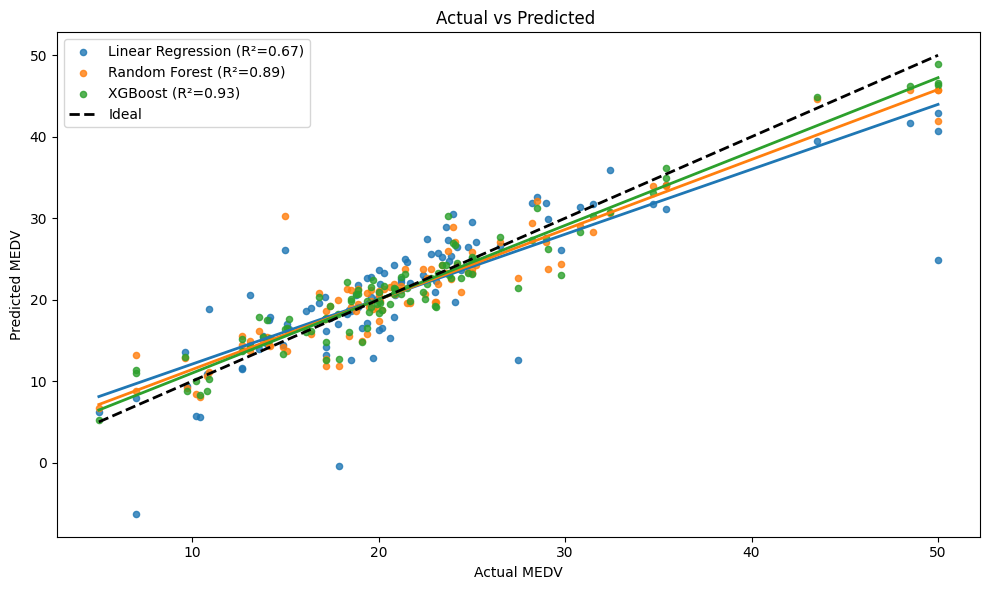 Actual vs Predicted
Linear Regression (R²=0.67)
Random Forest (R²=0.89)
XGBoost (R²=0.93)
Ideal
Predicted MEDV
50
40
30
20
10
0
10
20
30
40
50
Actual MEDV